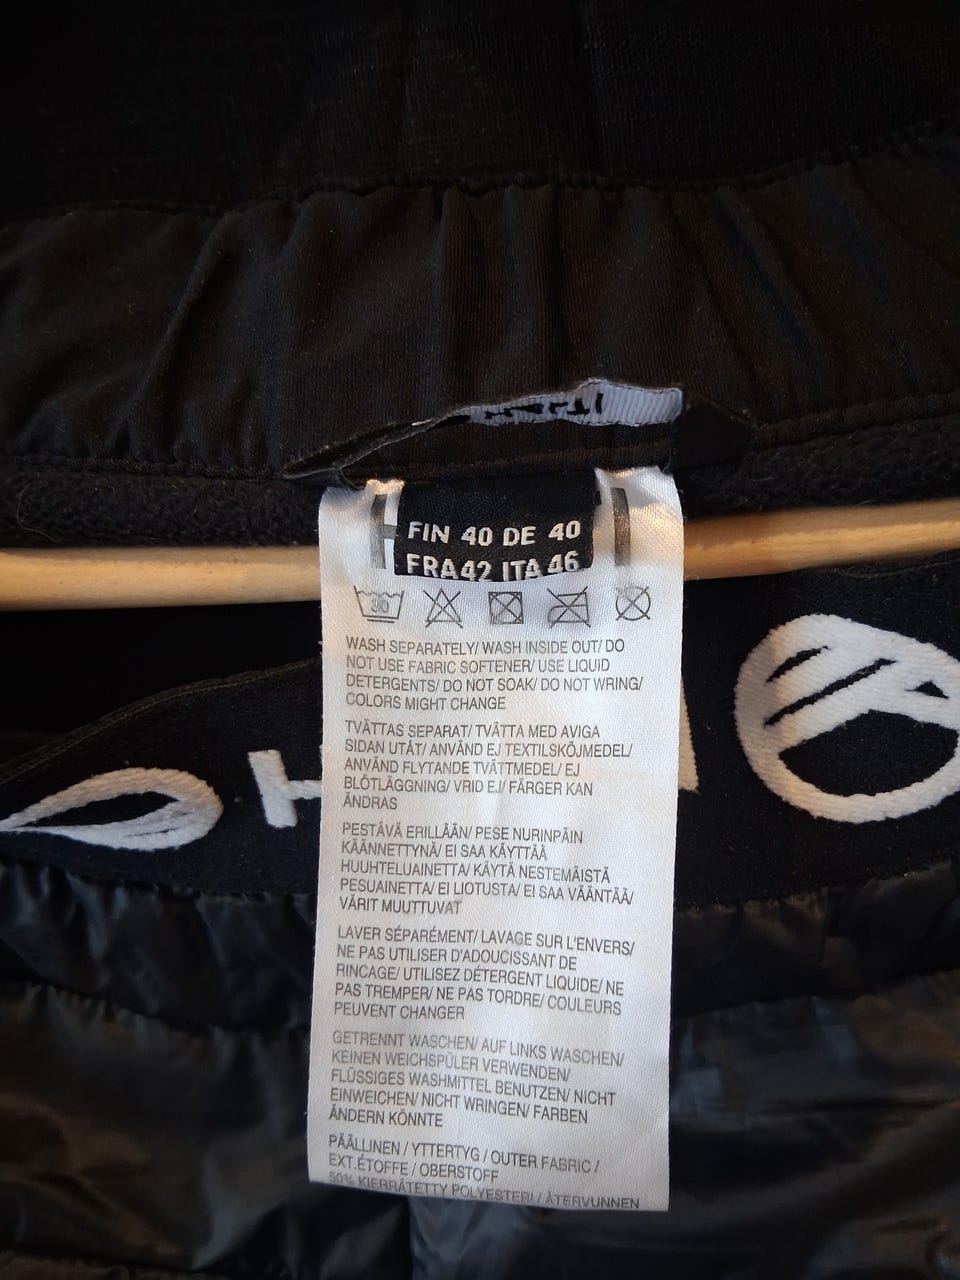 FIN 40 DE 40
FRA42 ITA 46
30
WASH SEPARATELY/ WASH INSIDE OUT/ DO
NOT USE FABRIC SOFTENER/ USE LIQUID
DETERGENTS/ DO NOT SOAK/ DO NOT WRING/
COLORS MIGHT CHANGE
TVÄTTAS SEPARAT/ TVÄTTA MED AVIGA
SIDAN UTÅT/ ANVÄND EJ TEXTILSKÖJMEDEL/
ANVÄND FLYTANDE TVÄTTMEDEL/ EJ
BLÖTLÄGGNING/ VRID EJ/ FÄRGER KAN
ÄNDRAS
PESTÄVÄ ERILLÄÄN/ PESE NURINPÄIN
KÄÄNNETTYNÄ/ EI SAA KÄYTTÄÄ
HUUHTELUAINETTA/ KÄYTÄ NESTEMÄISTÄ
PESUAINETTA/ EI LIOTUSTA/ EI SAA VÄÄNTÄÄ/
VÄRIT MUUTTUVAT
LAVER SÉPARÉMENT/ LAVAGE SUR L'ENVERS/
NE PAS UTILISER D'ADOUCISSANT DE
RINCAGE/ UTILISEZ DÉTERGENT LIQUIDE/ NE
PAS TREMPER/ NE PAS TORDRE/ COULEURS
PEUVENT CHANGER
GETRENNT WASCHEN/ AUF LINKS WASCHEN/
KEINEN WEICHSPÜLER VERWENDEN/
FLÜSSIGES WASHMITTEL BENUTZEN/ NICHT
EINWEICHEN/ NICHT WRINGEN/ FARBEN
ÄNDERN KÖNNTE
PÄÄLLINEN / YTTERTYG / OUTER FABRIC /
EXT.ÉTOFFE / OBERSTOFF
50% KIERRÄTETTY POLYESTERI / ÅTERVUNNEN